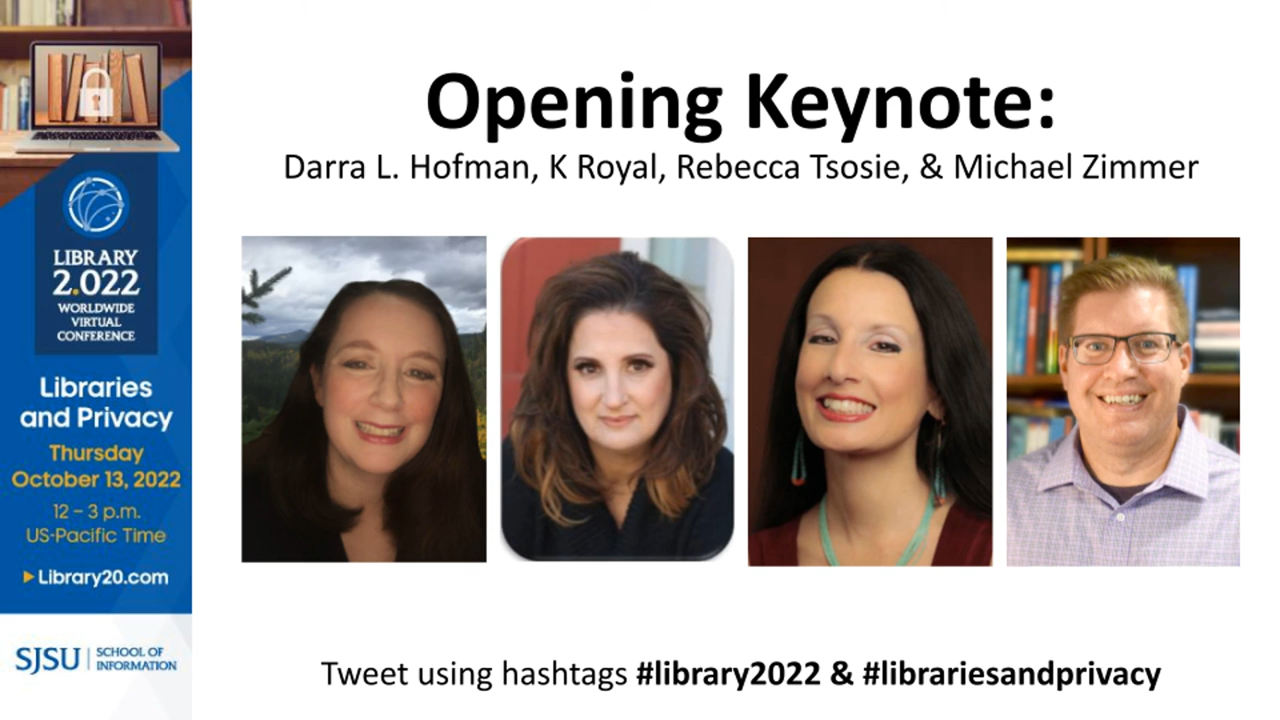 LIBRARY
2.022
WORLDWIDE
VIRTUAL
CONFERENCE
Libraries
and Privacy
Thursday
October 13, 2022
12 – 3 p.m.
US-Pacific Time
Library20.com
SJSU
SCHOOL OF
INFORMATION
Opening Keynote:
Darra L. Hofman, K Royal, Rebecca Tsosie, & Michael Zimmer
Tweet using hashtags #library2022 & #librariesandprivacy